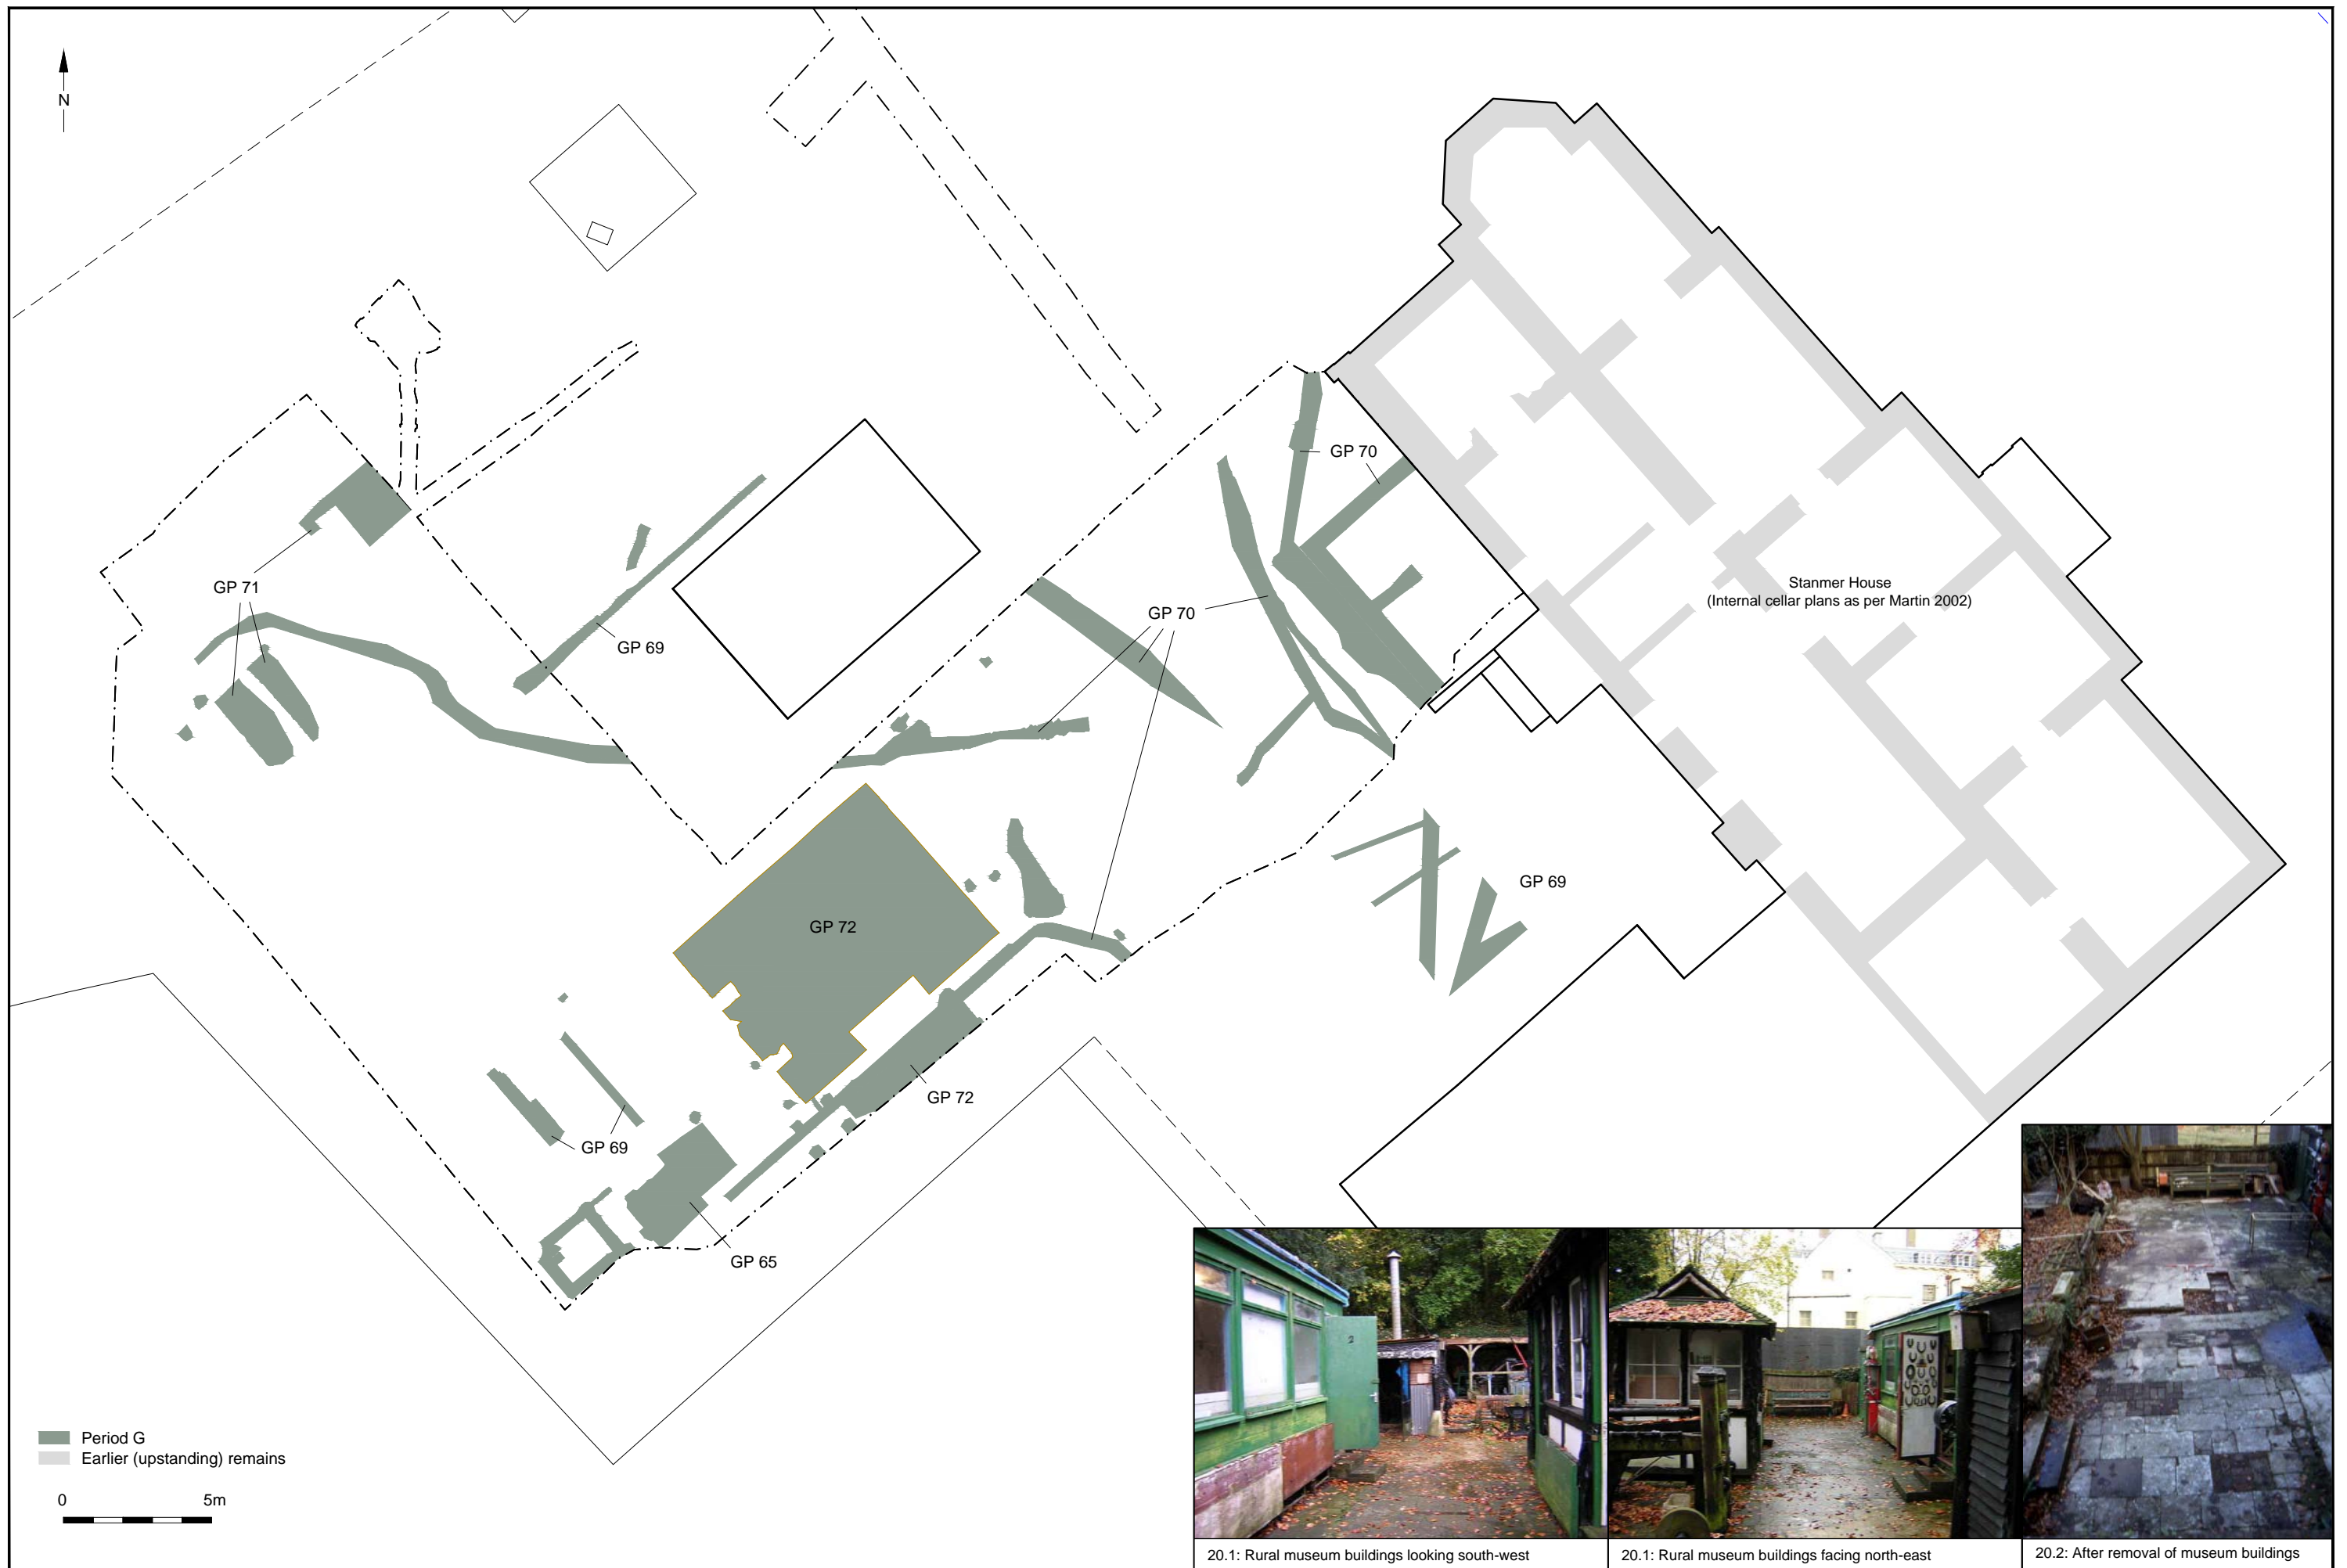 N
GP 70
GP 71
Stanmer House
(Internal cellar plans as per Martin 2002)
GP 70
GP 69
GP 69
GP 72
GP 72
GP 69
GP 65
Period G
Earlier (upstanding) remains
0 5m
2
20.1: Rural museum buildings looking south-west
20.1: Rural museum buildings facing north-east
20.2: After removal of museum buildings